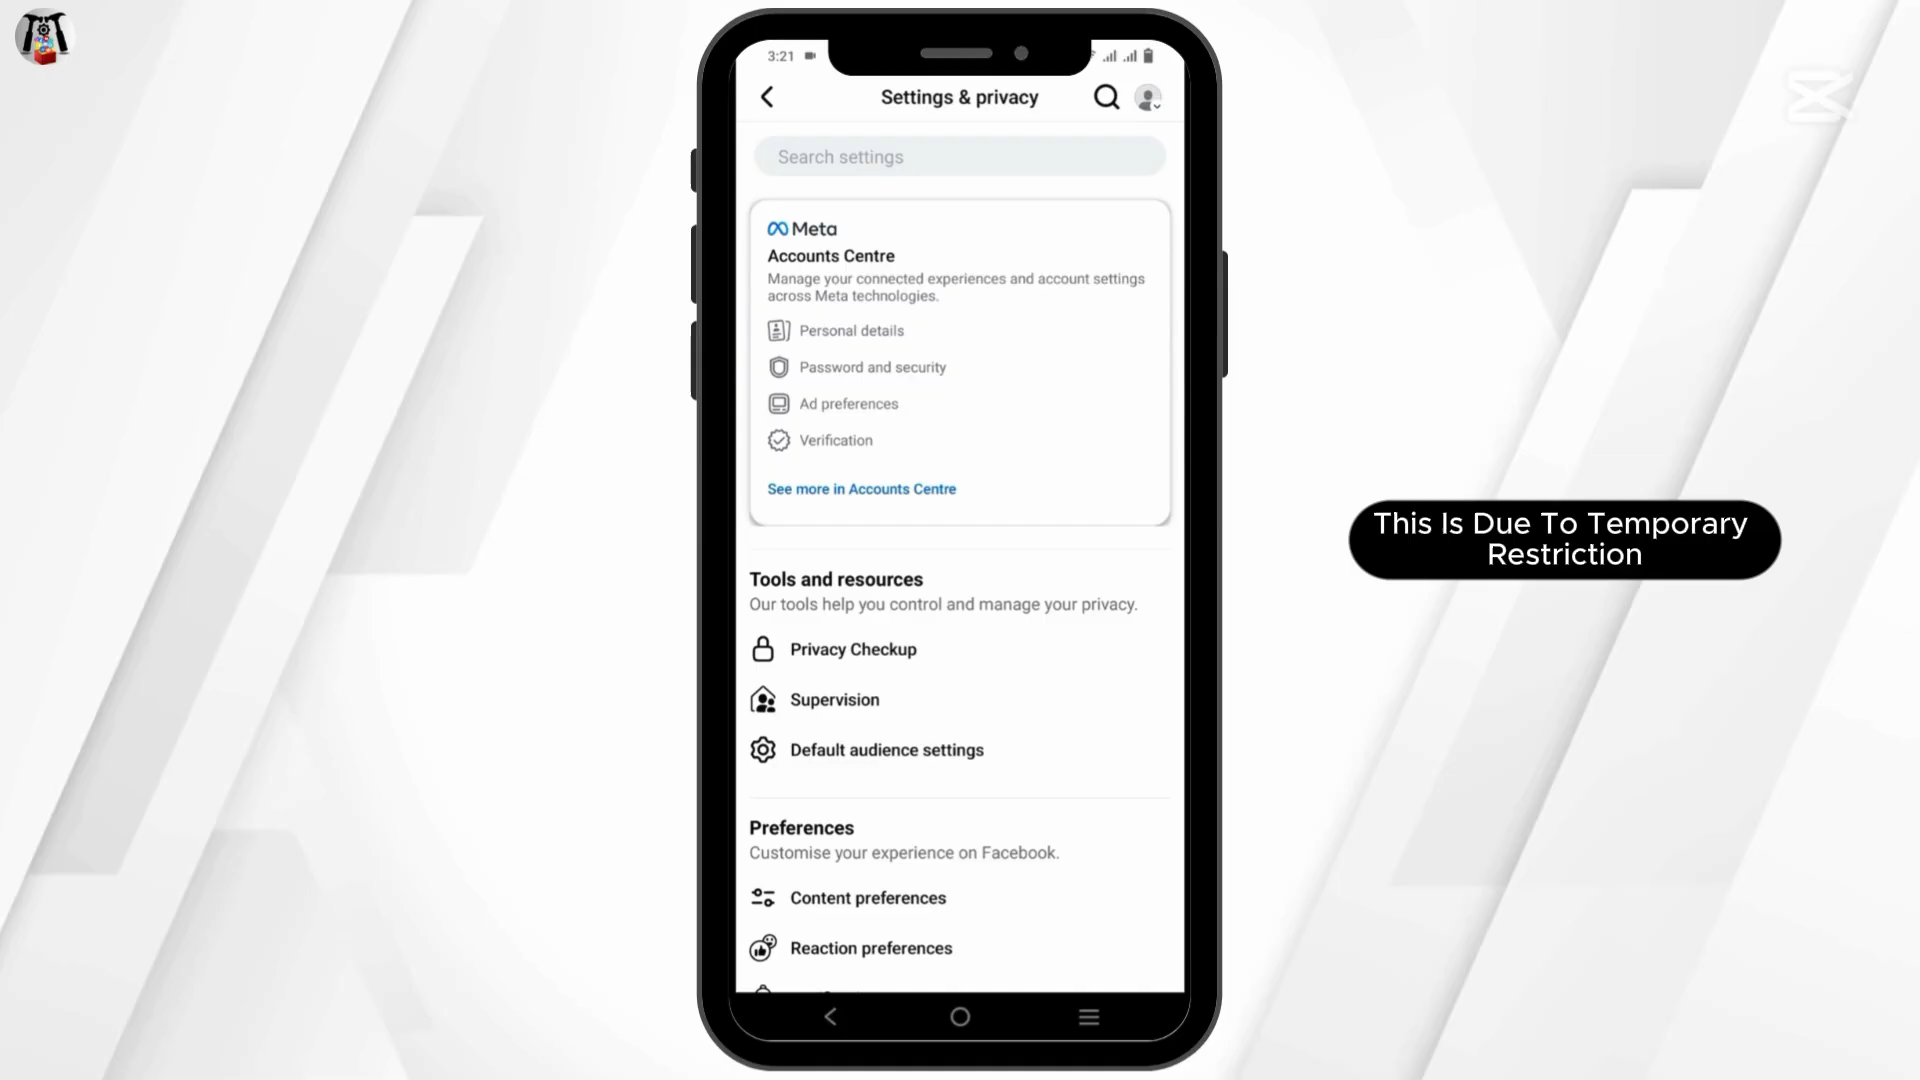 3:21
Settings & privacy
Search settings
Meta
Accounts Centre
Manage your connected experiences and account settings
across Meta technologies.
Personal details
Password and security
Ad preferences
Verification
See more in Accounts Centre
Tools and resources
Our tools help you control and manage your privacy.
Privacy Checkup
Supervision
Default audience settings
Preferences
Customise your experience on Facebook.
Content preferences
Reaction preferences
This Is Due To Temporary
Restriction